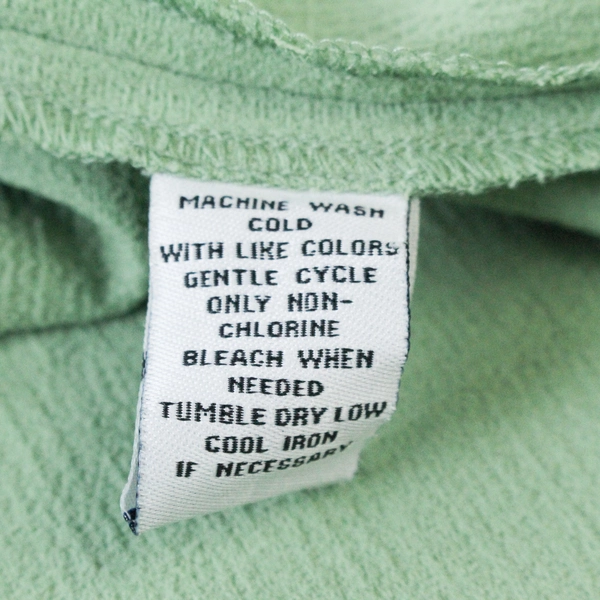 MACHINE WASH
COLD
WITH LIKE COLORS
GENTLE CYCLE
ONLY NON-
CHLORINE
BLEACH WHEN
NEEDED
TUMBLE DRY LOW
COOL IRON
IF NECESSARY